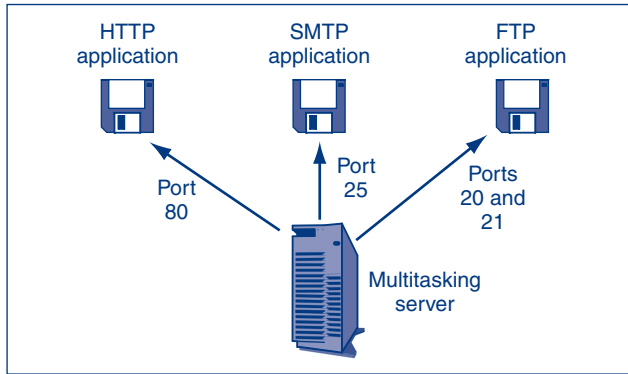 HTTP
application
SMTP
application
FTP
application
Port
80
Port
25
Ports
20 and
21
Multitasking
server